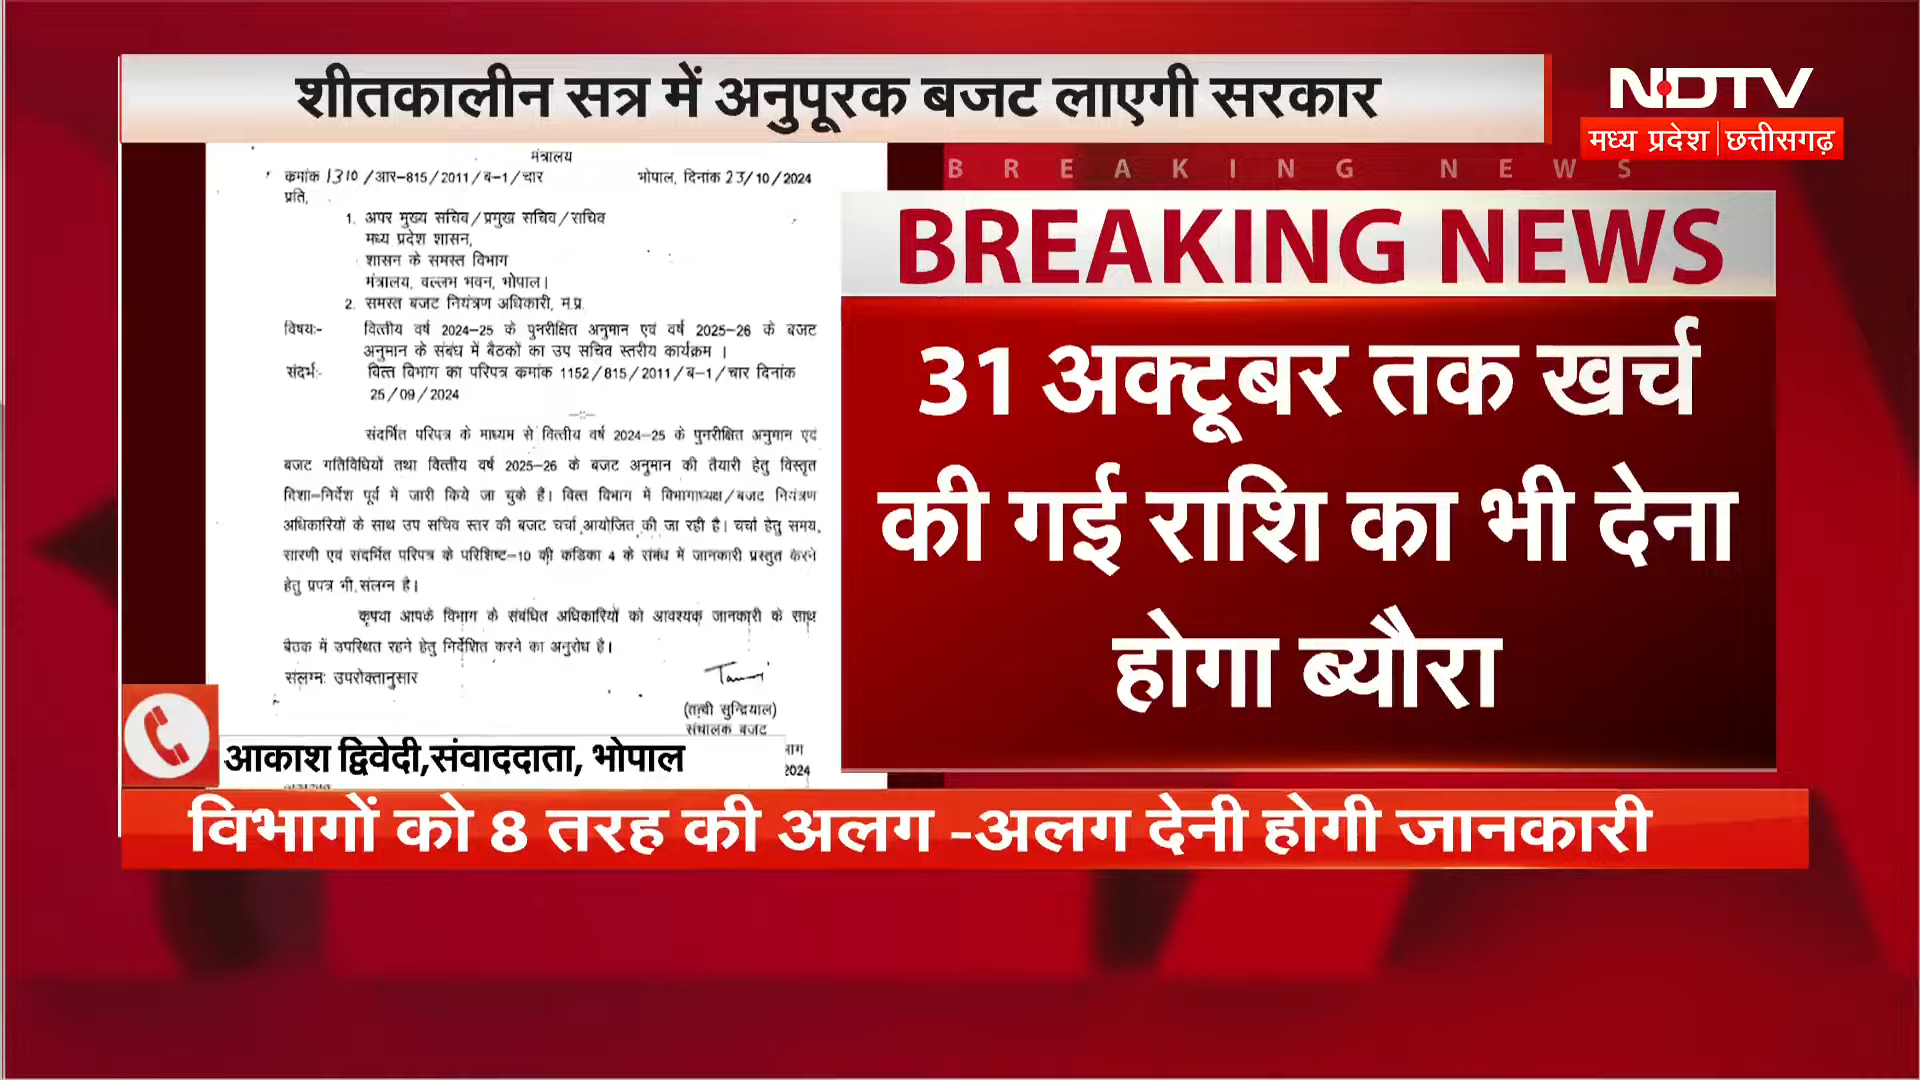 शीतकालीन सत्र में अनुपूरक बजट लाएगी सरकार
NDTV
मध्य प्रदेश|छत्तीसगढ़
BREAKING NEWS
BREAKING NEWS
31 अक्टूबर तक खर्च
की गई राशि का भी देना
होगा ब्यौरा
मंत्रालय
कमांक 1310/आर-815/2011/ब-1/चार भोपाल, दिनांक 23/10/2024
प्रति,
1. अपर मुख्य सचिव/प्रमुख सचिव/सचिव
मध्य प्रदेश शासन,
शासन के समस्त विभाग
मंत्रालय, वल्लभ भवन, भोपाल।
2. समस्त बजट नियंत्रण अधिकारी, म.प्र.
विषयः- वित्तीय वर्ष 2024-25 के पुनरीक्षित अनुमान एवं वर्ष 2025-26 के बजट
अनुमान के संबंध में बैठकों का उप सचिव स्तरीय कार्यक्रम ।
संदर्भः- वित्त विभाग का परिपत्र कमांक 1152/815/2011/ब-1/चार दिनांक
25/09/2024
संदर्भित परिपत्र के माध्यम से वित्तीय वर्ष 2024-25 के पुनरीक्षित अनुमान एवं
बजट गतिविधियों तथा वित्तीय वर्ष 2025-26 के बजट अनुमान की तैयारी हेतु विस्तृत
दिशा-निर्देश पूर्व में जारी किये जा चुके है। वित्त विभाग में विभागाध्यक्ष/बजट नियंत्रण
अधिकारियों के साथ उप सचिव स्तर की बजट चर्चा आयोजित की जा रही है। चर्चा हेतु समय,
सारणी एवं संदर्भित परिपत्र के परिशिष्ट-10 की कंडिका 4 के संबंध में जानकारी प्रस्तुत करने
हेतु प्रपत्र भी संलग्न है।
कृपया आपके विभाग के संबंधित अधिकारियों को आवश्यक जानकारी के साथ
बैठक में उपस्थित रहने हेतु निर्देशित करने का अनुरोध है।
संलग्नः उपरोक्तानुसार
(तन्वी सुन्द्रियाल)
संचालक बजट
2024
आकाश द्विवेदी,संवाददाता, भोपाल
विभागों को 8 तरह की अलग -अलग देनी होगी जानकारी